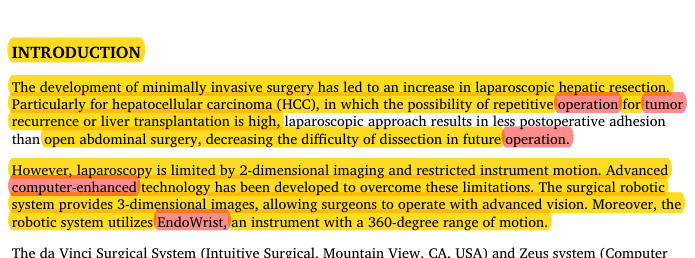 INTRODUCTION
The development of minimally invasive surgery has led to an increase in laparoscopic hepatic resection.
Particularly for hepatocellular carcinoma (HCC), in which the possibility of repetitive operation for tumor
recurrence or liver transplantation is high, laparoscopic approach results in less postoperative adhesion
than open abdominal surgery, decreasing the difficulty of dissection in future operation.
However, laparoscopy is limited by 2-dimensional imaging and restricted instrument motion. Advanced
computer-enhanced technology has been developed to overcome these limitations. The surgical robotic
system provides 3-dimensional images, allowing surgeons to operate with advanced vision. Moreover, the
robotic system utilizes EndoWrist, an instrument with a 360-degree range of motion.
The da Vinci Surgical System (Intuitive Surgical, Mountain View, CA, USA) and Zeus system (Computer